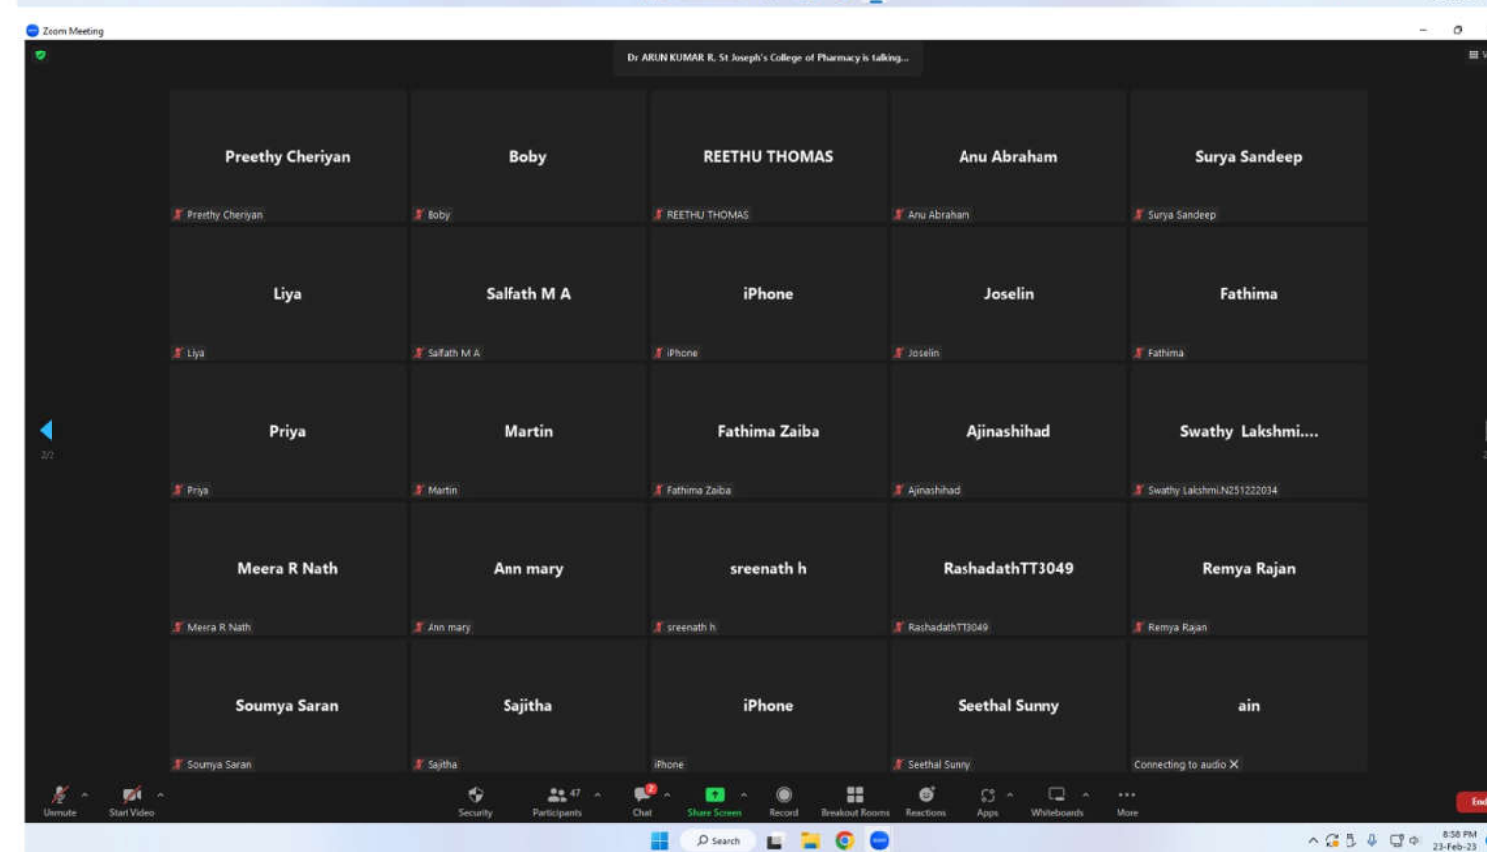 Zoom Meeting
Dr ARUN KUMAR R, St Joseph's College of Pharmacy is talking...
Preethy Cheriyan Boby REETHU THOMAS Anu Abraham Surya Sandeep
Preethy Cheriyan Boby REETHU THOMAS Anu Abraham Surya Sandeep
Liya Salfath M A iPhone Joselin Fathima
Liya Salfath M A iPhone Joselin Fathima
Priya Martin Fathima Zaiba Ajinashihad Swathy Lakshmi....
2/2
Priya Martin Fathima Zaiba Ajinashihad Swathy Lakshmi.N251222034
Meera R Nath Ann mary sreenath h RashadathTT3049 Remya Rajan
Meera R Nath Ann mary sreenath h RashadathTT3049 Remya Rajan
Soumya Saran Sajitha iPhone Seethal Sunny ain
Soumya Saran Sajitha iPhone Seethal Sunny Connecting to audio X
47 2
Unmute Start Video Security Participants Chat Share Screen Record Breakout Rooms Reactions Apps Whiteboards More End
Search
8:58 PM
23-Feb-23